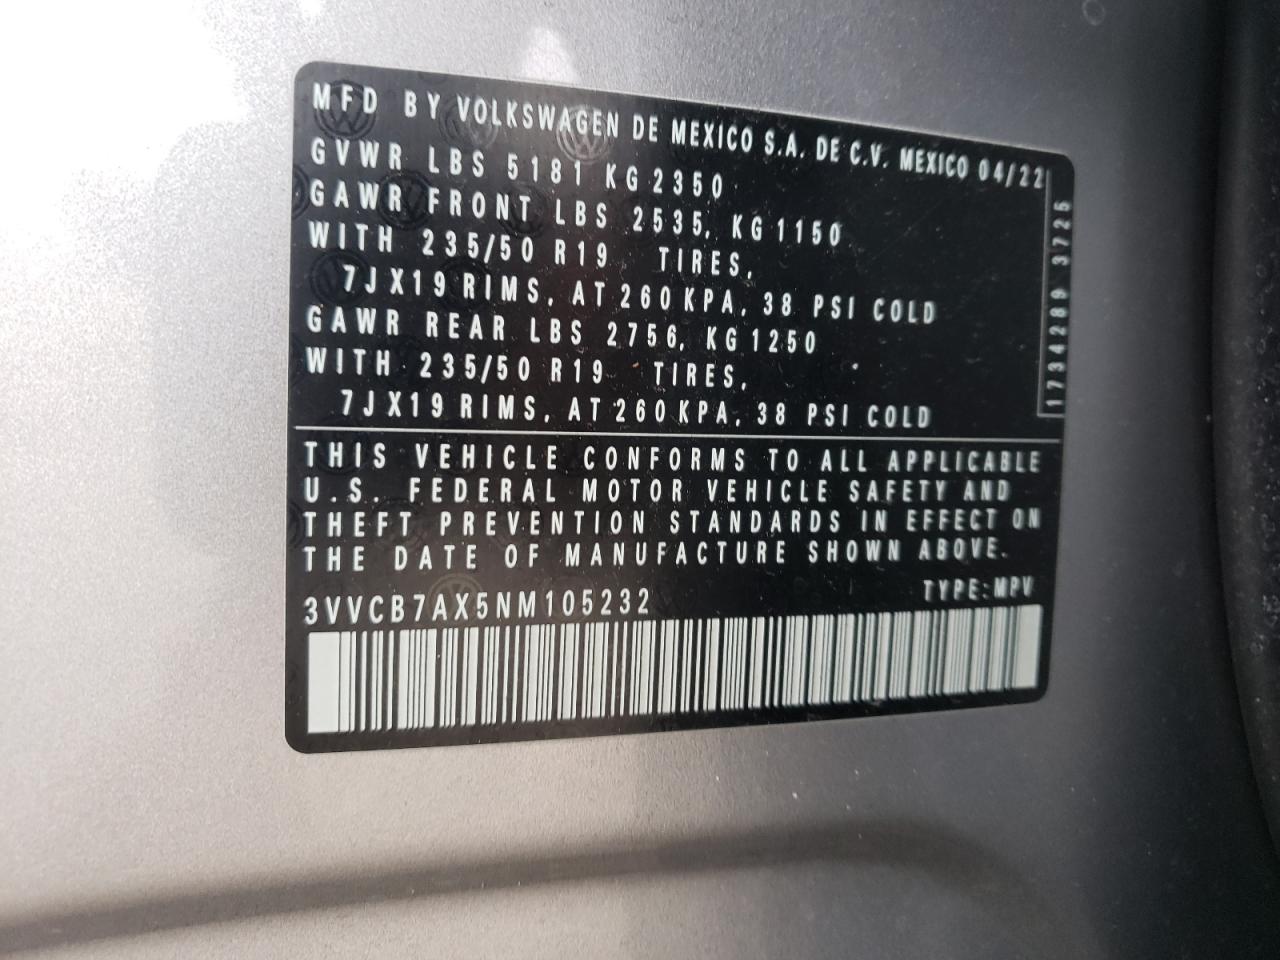 MFD BY VOLKSWAGEN DE MEXICO S.A. DE C.V. MEXICO 04/22
GVWR LBS 5181 KG 2350
GAWR FRONT LBS 2535, KG 1150
WITH 235/50 R19 TIRES,
7JX19 RIMS, AT 260 KPA, 38 PSI COLD
GAWR REAR LBS 2756, KG 1250
WITH 235/50 R19 TIRES,
7JX19 RIMS, AT 260 KPA, 38 PSI COLD
1734289 3725
THIS VEHICLE CONFORMS TO ALL APPLICABLE
U.S. FEDERAL MOTOR VEHICLE SAFETY AND
THEFT PREVENTION STANDARDS IN EFFECT ON
THE DATE OF MANUFACTURE SHOWN ABOVE.
TYPE: MPV
3VVCB7AX5NM105232